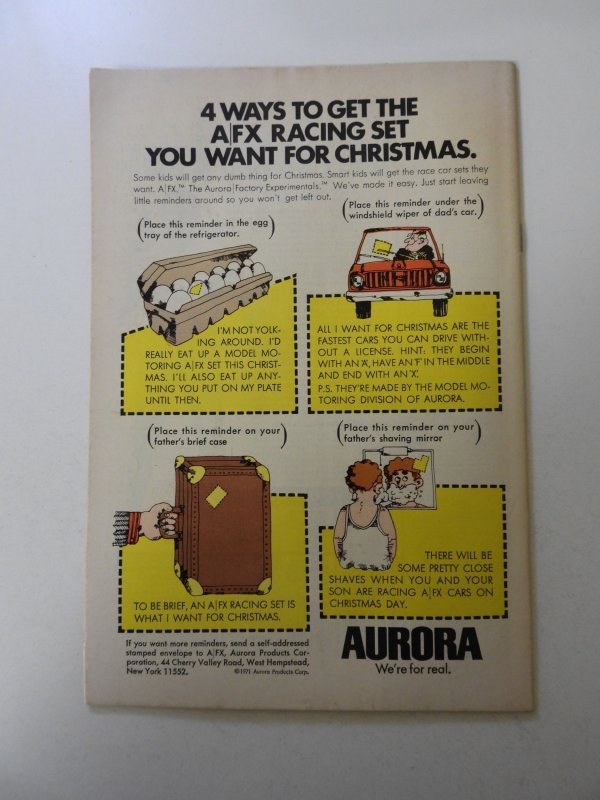 4 WAYS TO GET THE
A|FX RACING SET
YOU WANT FOR CHRISTMAS.
Some kids will get any dumb thing for Christmas. Smart kids will get the race car sets they
want. A|FX.™ The Aurora|Factory Experimentals.™ We've made it easy. Just start leaving
little reminders around so you won't get left out.
(Place this reminder in the egg
tray of the refrigerator.)
I'M NOT YOLK-
ING AROUND. I'D
REALLY EAT UP A MODEL MO-
TORING A|FX SET THIS CHRIST-
MAS. I'LL ALSO EAT UP ANY-
THING YOU PUT ON MY PLATE
UNTIL THEN.
(Place this reminder under the
windshield wiper of dad's car.)
ALL I WANT FOR CHRISTMAS ARE THE
FASTEST CARS YOU CAN DRIVE WITH-
OUT A LICENSE. HINT: THEY BEGIN
WITH AN 'A', HAVE AN 'F' IN THE MIDDLE
AND END WITH AN 'X'.
P.S. THEY'RE MADE BY THE MODEL MO-
TORING DIVISION OF AURORA.
(Place this reminder on your
father's brief case)
TO BE BRIEF, AN A|FX RACING SET IS
WHAT I WANT FOR CHRISTMAS.
(Place this reminder on your
father's shaving mirror)
THERE WILL BE
SOME PRETTY CLOSE
SHAVES WHEN YOU AND YOUR
SON ARE RACING A|FX CARS ON
CHRISTMAS DAY.
If you want more reminders, send a self-addressed
stamped envelope to A|FX, Aurora Products Cor-
poration, 44 Cherry Valley Road, West Hempstead,
New York 11552.
©1971 Aurora Products Corp.
AURORA
We're for real.